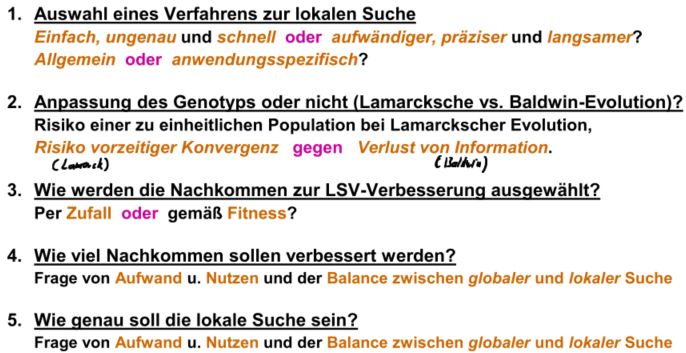 1. Auswahl eines Verfahrens zur lokalen Suche
Einfach, ungenau und schnell oder aufwändiger, präziser und langsamer?
Allgemein oder anwendungsspezifisch?
2. Anpassung des Genotyps oder nicht (Lamarcksche vs. Baldwin-Evolution)?
Risiko einer zu einheitlichen Population bei Lamarckscher Evolution,
Risiko vorzeitiger Konvergenz gegen Verlust von Information.
(Lamarck) (Baldwin)
3. Wie werden die Nachkommen zur LSV-Verbesserung ausgewählt?
Per Zufall oder gemäß Fitness?
4. Wie viel Nachkommen sollen verbessert werden?
Frage von Aufwand u. Nutzen und der Balance zwischen globaler und lokaler Suche
5. Wie genau soll die lokale Suche sein?
Frage von Aufwand u. Nutzen und der Balance zwischen globaler und lokaler Suche